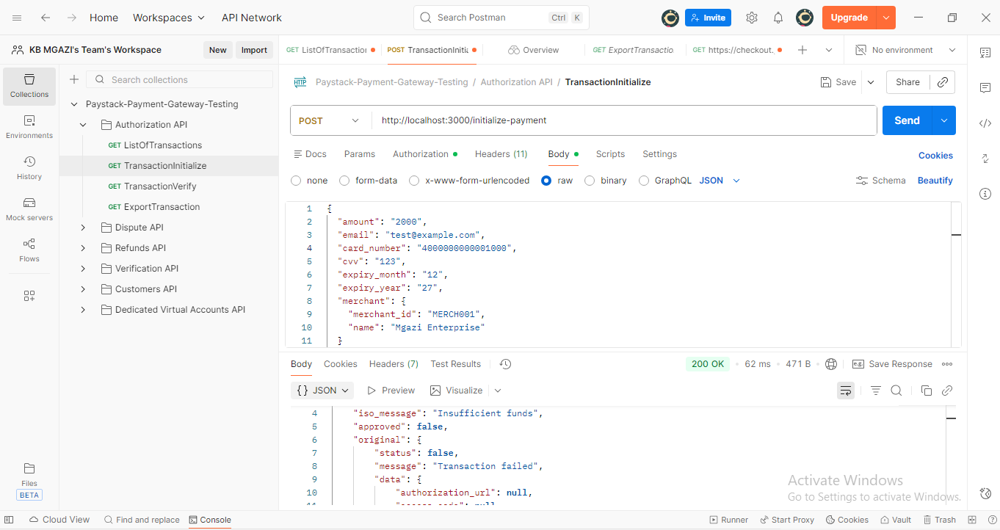 Home Workspaces API Network Search Postman Ctrl K Invite Upgrade
KB MGAZI's Team's Workspace New Import GET ListOfTransaction POST TransactionInitia Overview GET ExportTransactio GET https://checkout. No environment
Collections
Environments
History
Mock servers
Flows
Files
BETA
Search collections
Paystack-Payment-Gateway-Testing
Authorization API
GET ListOfTransactions
GET TransactionInitialize
GET TransactionVerify
GET ExportTransaction
Dispute API
Refunds API
Verification API
Customers API
Dedicated Virtual Accounts API
HTTP Paystack-Payment-Gateway-Testing / Authorization API / TransactionInitialize Save Share
POST http://localhost:3000/initialize-payment Send
Docs Params Authorization Headers (11) Body Scripts Settings Cookies
none form-data x-www-form-urlencoded raw binary GraphQL JSON Schema Beautify
1 {
2 "amount": "2000",
3 "email": "test@example.com",
4 "card_number": "4000000000001000",
5 "cvv": "123",
6 "expiry_month": "12",
7 "expiry_year": "27",
8 "merchant": {
9 "merchant_id": "MERCH001",
10 "name": "Mgazi Enterprise"
11 }
Body Cookies Headers (7) Test Results 200 OK 62 ms 471 B e.g. Save Response
{} JSON Preview Visualize
4 "iso_message": "Insufficient funds",
5 "approved": false,
6 "original": {
7 "status": false,
8 "message": "Transaction failed",
9 "data": {
10 "authorization_url": null,
Activate Windows
Go to Settings to activate Windows.
Cloud View Find and replace Console Runner Start Proxy Cookies Vault Trash